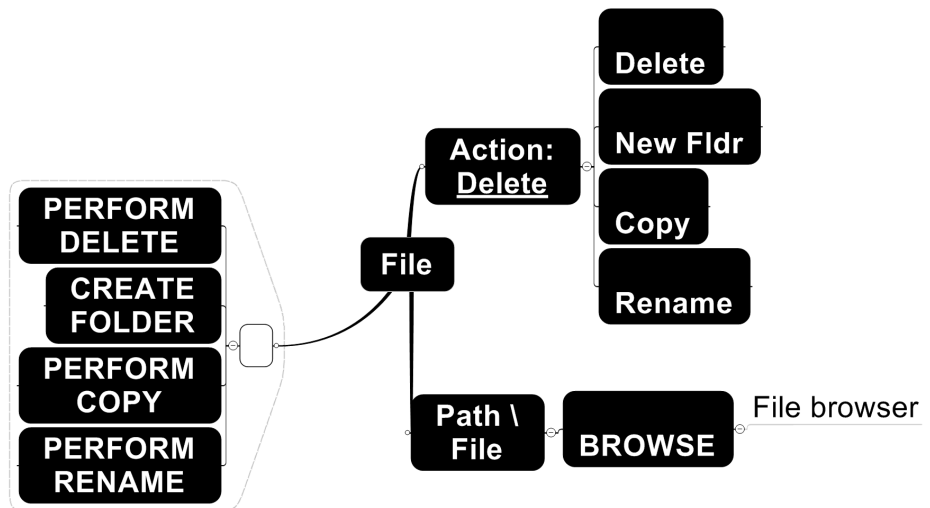 Delete
New Fldr
Copy
Rename
Action:
Delete
File
Path \
File
BROWSE
File browser
PERFORM
DELETE
CREATE
FOLDER
PERFORM
COPY
PERFORM
RENAME